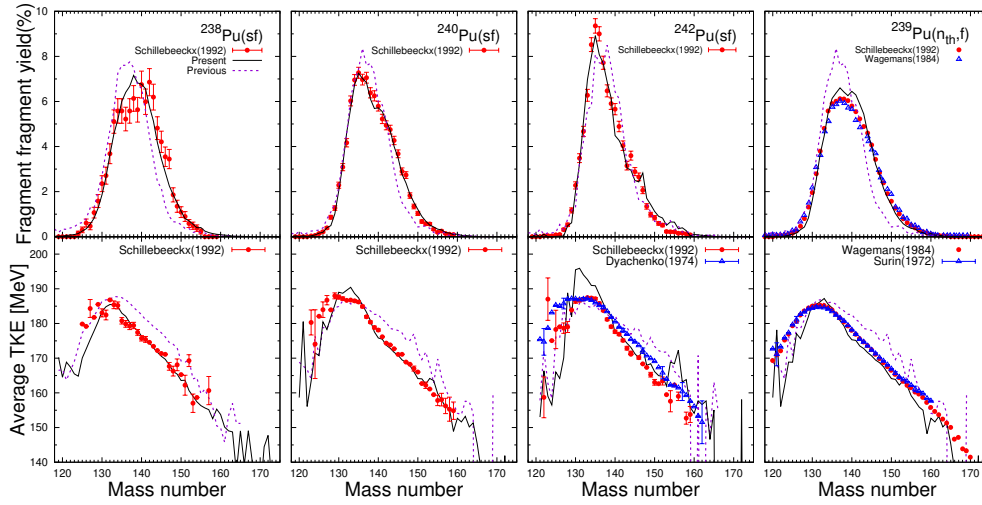 Fragment fragment yield(%)
10
8
6
4
2
0
²³⁸Pu(sf)
Schillebeeckx(1992)
Present
Previous
²⁴⁰Pu(sf)
Schillebeeckx(1992)
²⁴²Pu(sf)
Schillebeeckx(1992)
²³⁹Pu(nₜₕ,f)
Schillebeeckx(1992)
Wagemans(1984)
Average TKE [MeV]
200
190
180
170
160
150
140
Schillebeeckx(1992)
Schillebeeckx(1992)
Schillebeeckx(1992)
Dyachenko(1974)
Wagemans(1984)
Surin(1972)
120 130 140 150 160 170
120 130 140 150 160 170
120 130 140 150 160 170
120 130 140 150 160 170
Mass number
Mass number
Mass number
Mass number